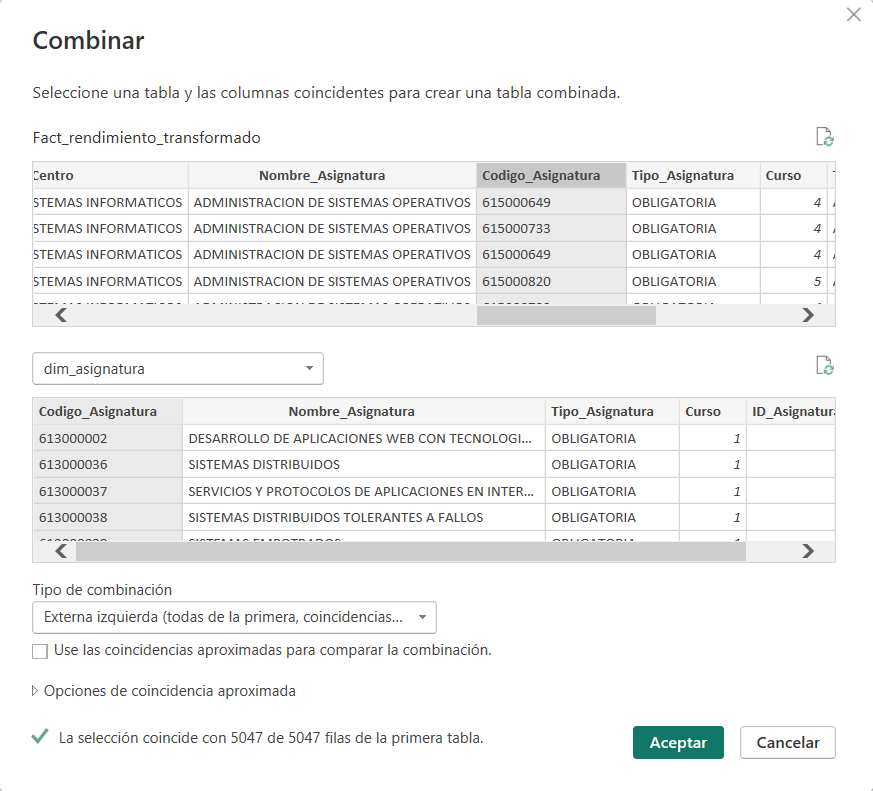 Combinar
Seleccione una tabla y las columnas coincidentes para crear una tabla combinada.
Fact_rendimiento_transformado
Centro Nombre_Asignatura Codigo_Asignatura Tipo_Asignatura Curso
STEMAS INFORMATICOS ADMINISTRACION DE SISTEMAS OPERATIVOS 615000649 OBLIGATORIA 4
STEMAS INFORMATICOS ADMINISTRACION DE SISTEMAS OPERATIVOS 615000733 OBLIGATORIA 4
STEMAS INFORMATICOS ADMINISTRACION DE SISTEMAS OPERATIVOS 615000649 OBLIGATORIA 4
STEMAS INFORMATICOS ADMINISTRACION DE SISTEMAS OPERATIVOS 615000820 OBLIGATORIA 5
dim_asignatura
Codigo_Asignatura Nombre_Asignatura Tipo_Asignatura Curso ID_Asignatura
613000002 DESARROLLO DE APLICACIONES WEB CON TECNOLOGI... OBLIGATORIA 1
613000036 SISTEMAS DISTRIBUIDOS OBLIGATORIA 1
613000037 SERVICIOS Y PROTOCOLOS DE APLICACIONES EN INTER... OBLIGATORIA 1
613000038 SISTEMAS DISTRIBUIDOS TOLERANTES A FALLOS OBLIGATORIA 1
Tipo de combinación
Externa izquierda (todas de la primera, coincidencias...
Use las coincidencias aproximadas para comparar la combinación.
Opciones de coincidencia aproximada
La selección coincide con 5047 de 5047 filas de la primera tabla.
Aceptar Cancelar